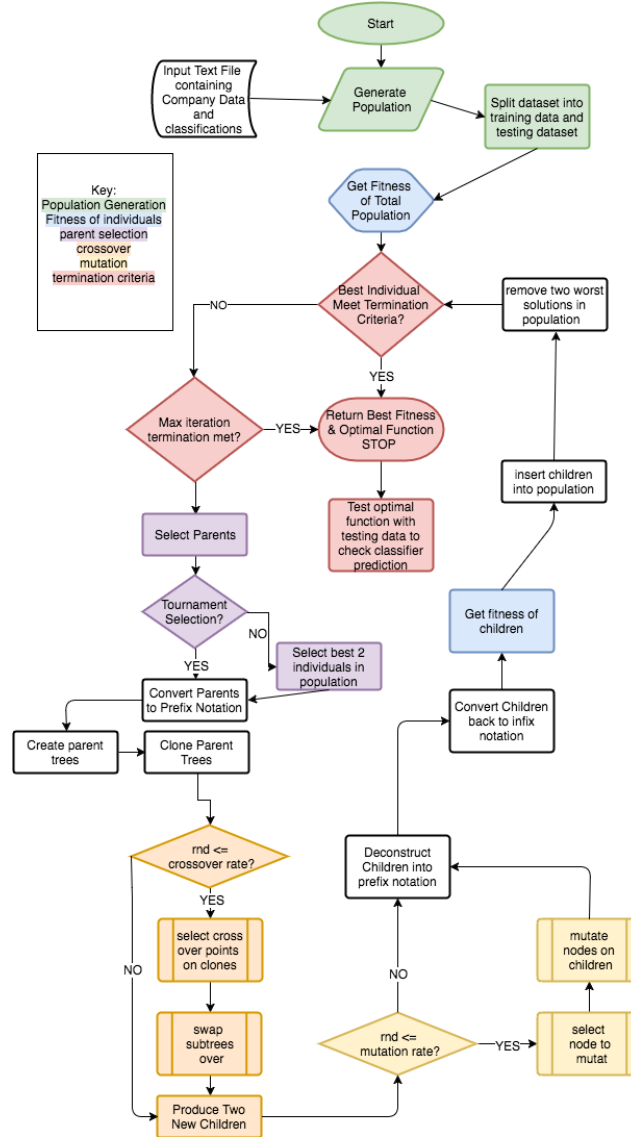 Start
Input Text File
containing
Company Data
and
classifications
Generate
Population
Split dataset into
training data and
testing dataset
Key:
Population Generation
Fitness of individuals
parent selection
crossover
mutation
termination criteria
Get Fitness
of Total
Population
Best Individual
Meet Termination
Criteria?
remove two worst
solutions in
population
NO
YES
Max iteration
termination met?
YES
Return Best Fitness
& Optimal Function
STOP
insert children
into population
Select Parents
Test optimal
function with
testing data to
check classifier
prediction
Tournament
Selection?
NO
YES
Select best 2
individuals in
population
Get fitness of
children
Convert Parents
to Prefix Notation
Convert Children
back to infix
notation
Create parent
trees
Clone Parent
Trees
rnd <=
crossover rate?
YES
NO
Deconstruct
Children into
prefix notation
select cross
over points
on clones
mutate
nodes on
children
swap
subtrees
over
NO
rnd <=
mutation rate?
YES
select
node to
mutat
Produce Two
New Children